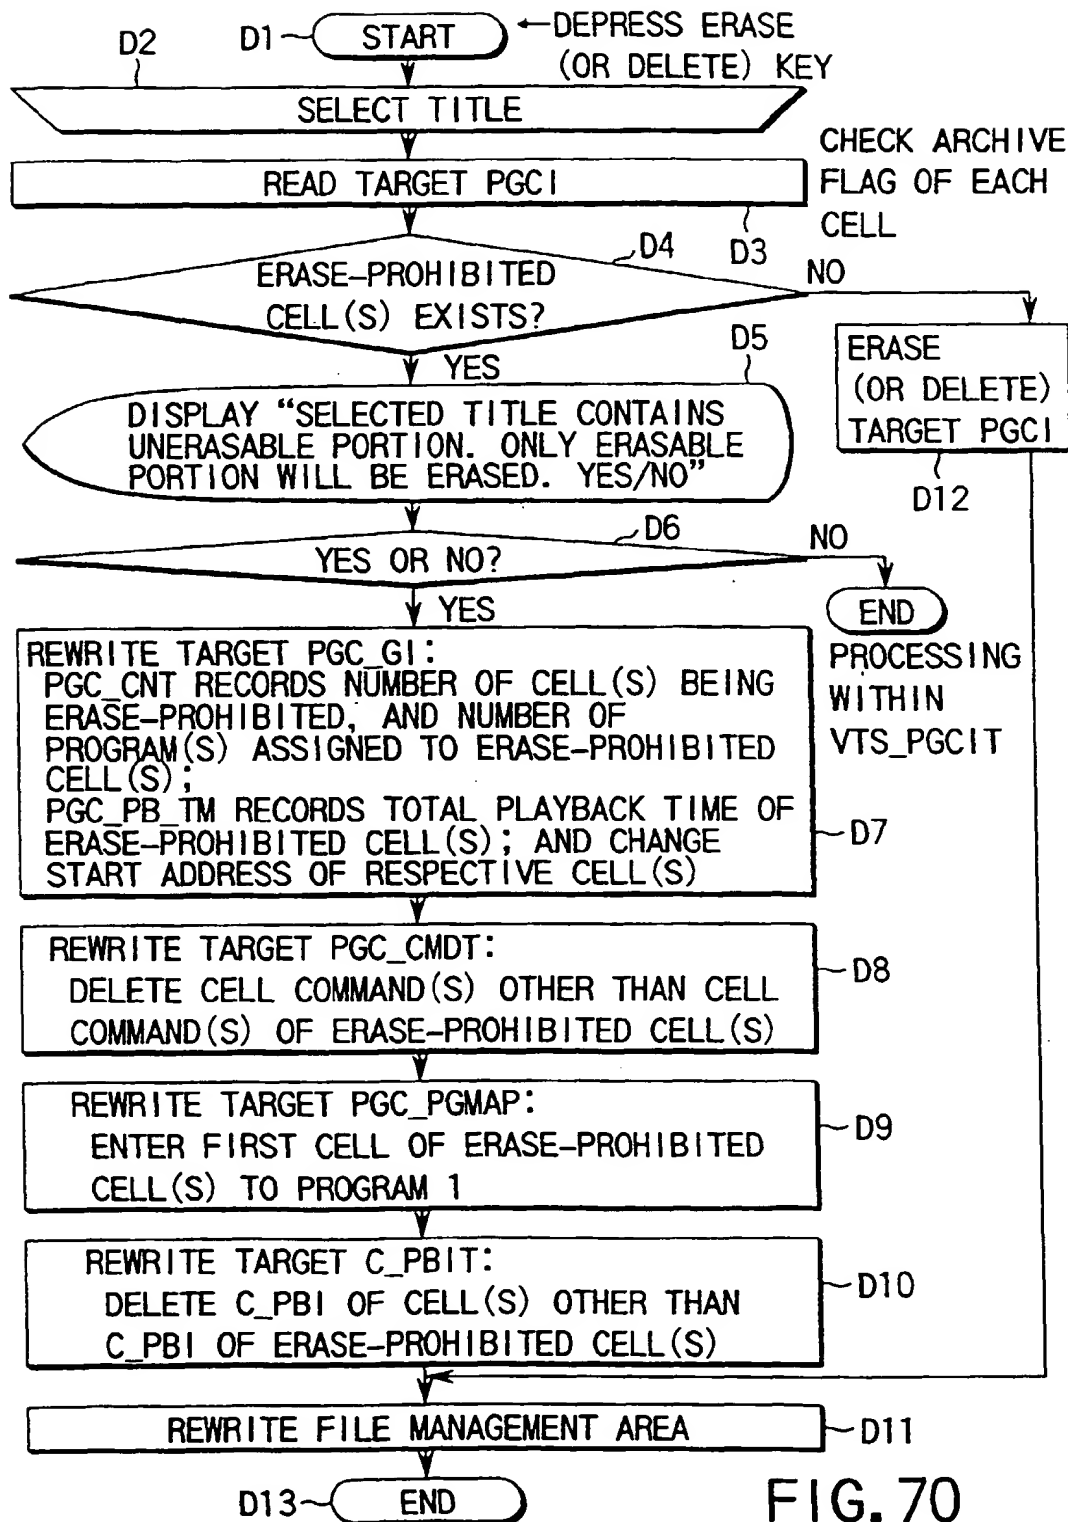 D1
START
DEPRESS ERASE
(OR DELETE) KEY
D2
SELECT TITLE
READ TARGET PGCI
D3
CHECK ARCHIVE
FLAG OF EACH
CELL
D4
ERASE-PROHIBITED
CELL(S) EXISTS?
NO
YES
D5
DISPLAY “SELECTED TITLE CONTAINS
UNERASABLE PORTION. ONLY ERASABLE
PORTION WILL BE ERASED. YES/NO”
ERASE
(OR DELETE)
TARGET PGCI
D12
D6
YES OR NO?
NO
YES
END
PROCESSING
WITHIN
VTS_PGCIT
REWRITE TARGET PGC_GI:
PGC_CNT RECORDS NUMBER OF CELL(S) BEING
ERASE-PROHIBITED, AND NUMBER OF
PROGRAM(S) ASSIGNED TO ERASE-PROHIBITED
CELL(S);
PGC_PB_TM RECORDS TOTAL PLAYBACK TIME OF
ERASE-PROHIBITED CELL(S); AND CHANGE
START ADDRESS OF RESPECTIVE CELL(S)
D7
REWRITE TARGET PGC_CMDT:
DELETE CELL COMMAND(S) OTHER THAN CELL
COMMAND(S) OF ERASE-PROHIBITED CELL(S)
D8
REWRITE TARGET PGC_PGMAP:
ENTER FIRST CELL OF ERASE-PROHIBITED
CELL(S) TO PROGRAM 1
D9
REWRITE TARGET C_PBIT:
DELETE C_PBI OF CELL(S) OTHER THAN
C_PBI OF ERASE-PROHIBITED CELL(S)
D10
REWRITE FILE MANAGEMENT AREA
D11
D13
END
FIG. 70